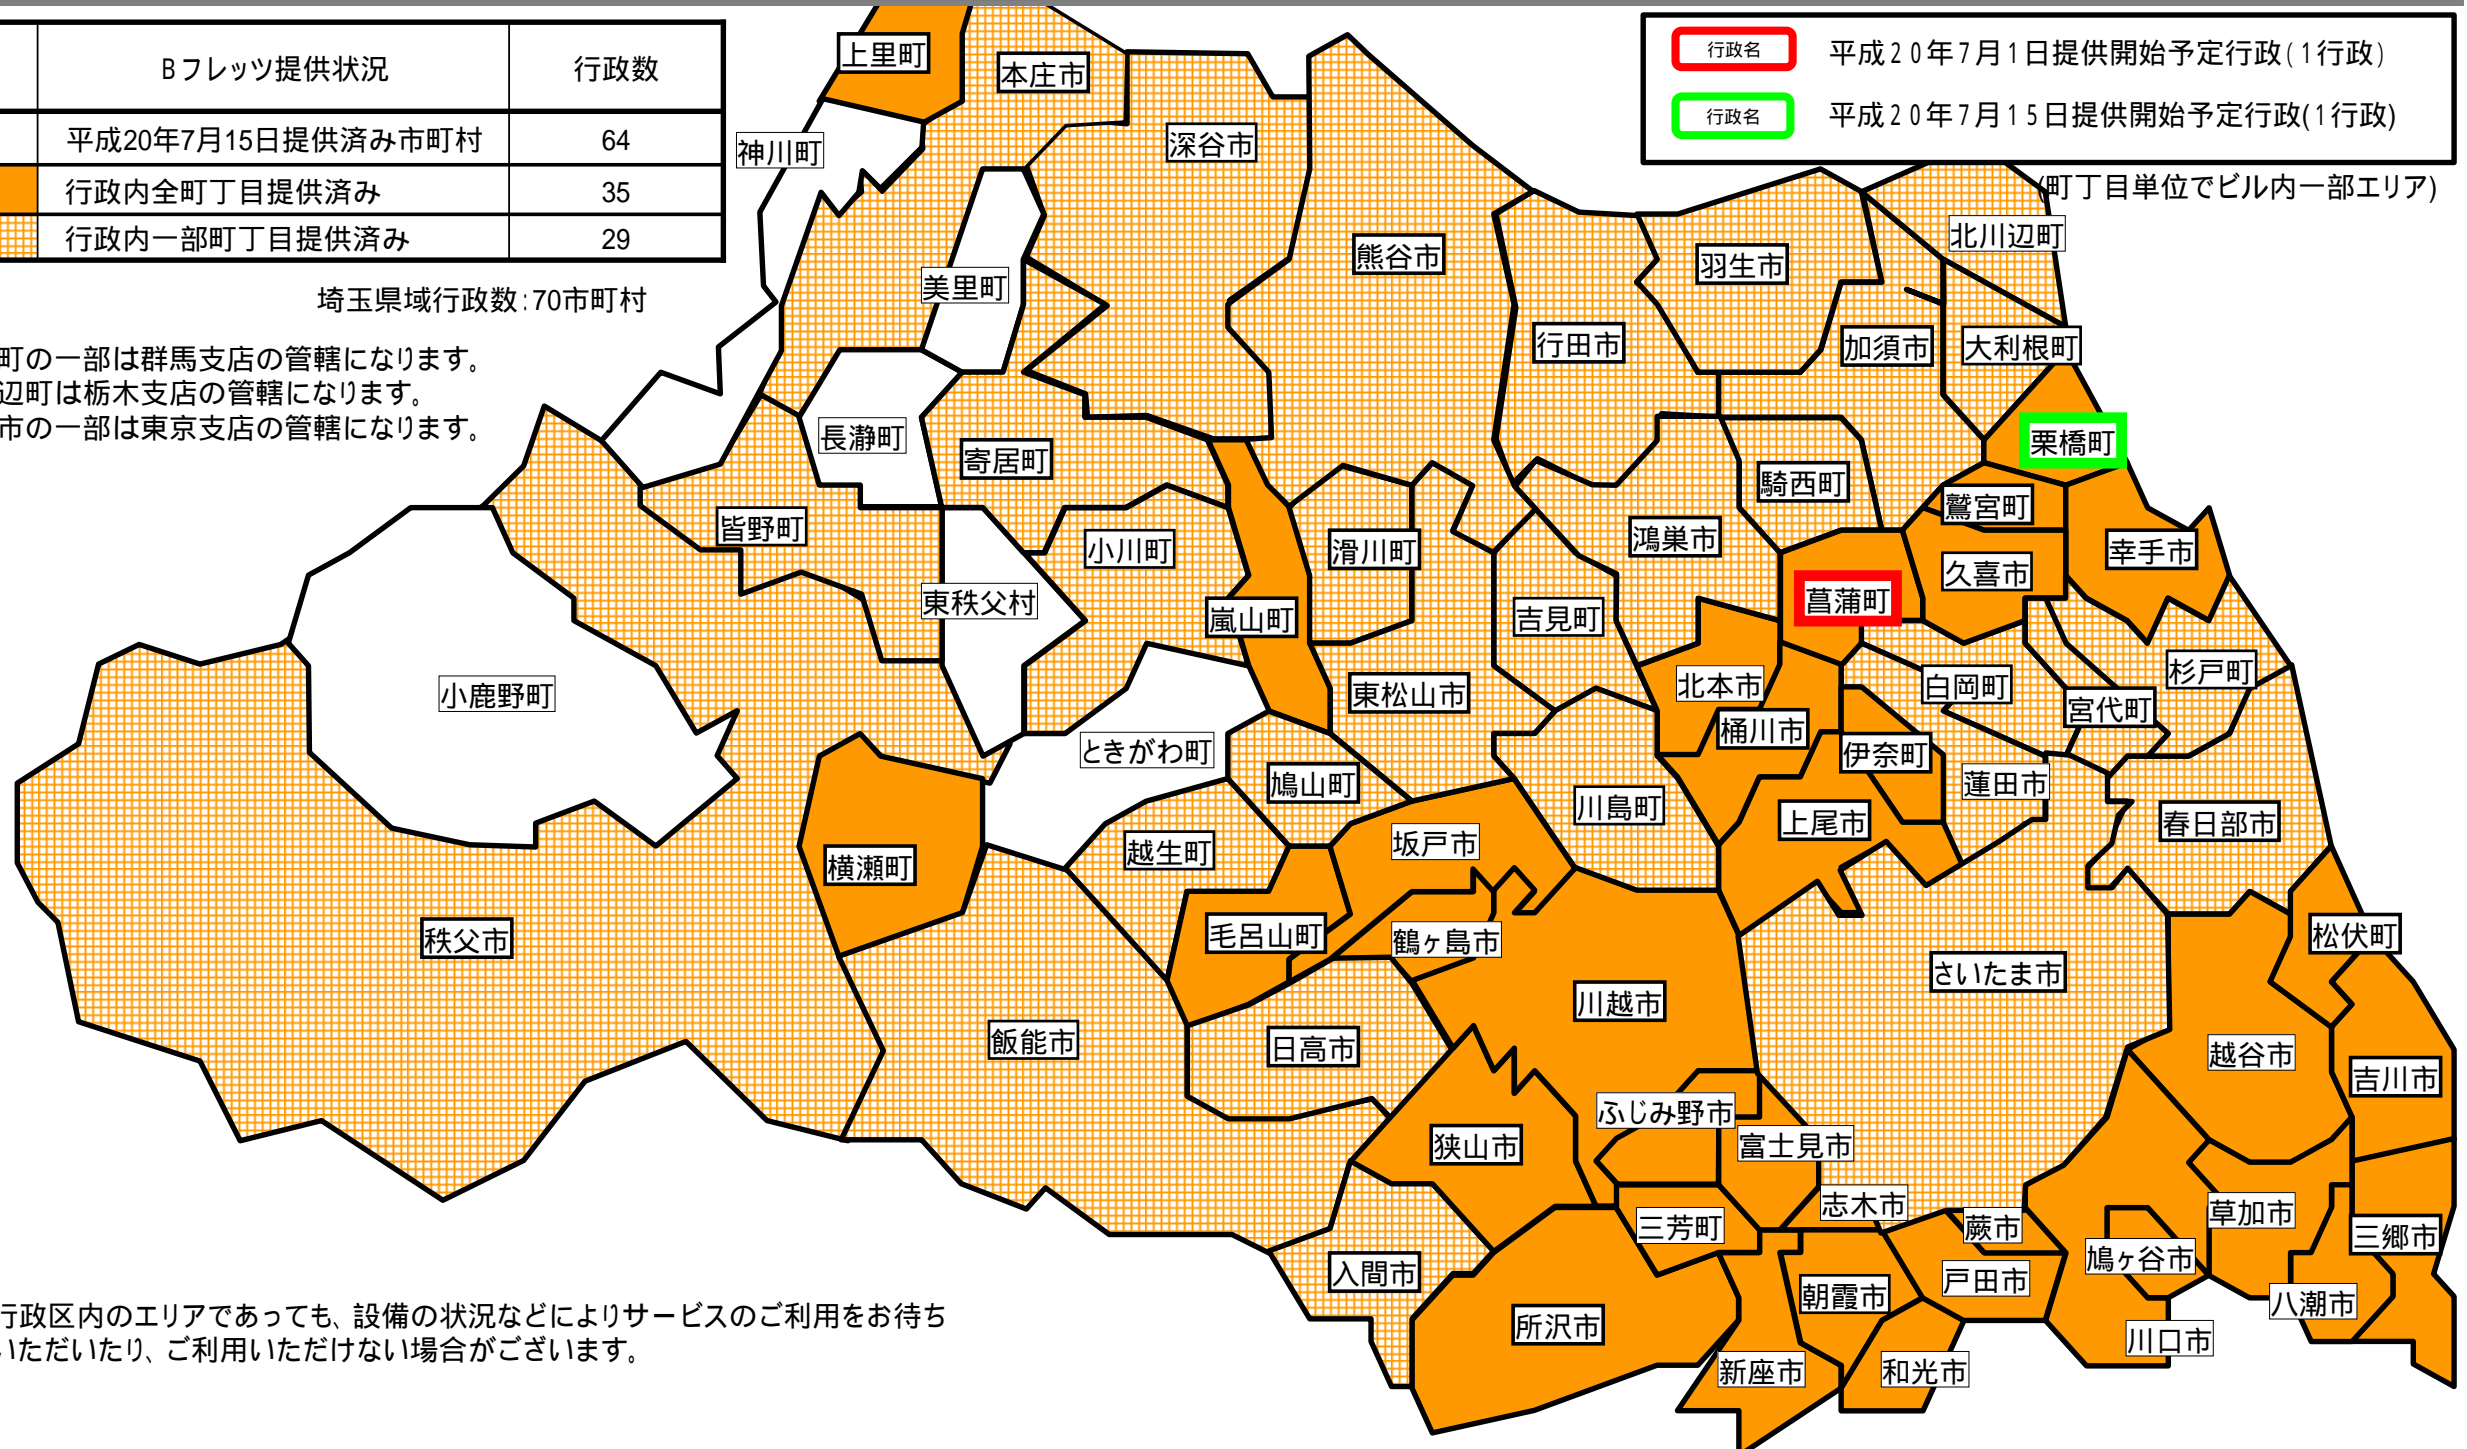 Bフレッツ提供状況 行政数
平成20年7月15日提供済み市町村 64
行政内全町丁目提供済み 35
行政内一部町丁目提供済み 29
埼玉県域行政数:70市町村
町の一部は群馬支店の管轄になります。
辺町は栃木支店の管轄になります。
市の一部は東京支店の管轄になります。
行政名 平成20年7月1日提供開始予定行政(1行政)
行政名 平成20年7月15日提供開始予定行政(1行政)
(町丁目単位でビル内一部エリア)
上里町
本庄市
神川町
深谷市
美里町
熊谷市
羽生市
北川辺町
行田市
加須市
大利根町
長瀞町
寄居町
栗橋町
騎西町
鷲宮町
皆野町
小川町
滑川町
鴻巣市
幸手市
久喜市
東秩父村
嵐山町
吉見町
菖蒲町
小鹿野町
東松山市
北本市
白岡町
杉戸町
宮代町
桶川市
ときがわ町
伊奈町
鳩山町
川島町
蓮田市
坂戸市
上尾市
春日部市
越生町
横瀬町
秩父市
毛呂山町
鶴ヶ島市
松伏町
さいたま市
川越市
飯能市
日高市
越谷市
吉川市
ふじみ野市
狭山市
富士見市
志木市
三芳町
蕨市
草加市
三郷市
鳩ヶ谷市
入間市
戸田市
朝霞市
八潮市
所沢市
川口市
新座市
和光市
行政区内のエリアであっても、設備の状況などによりサービスのご利用をお待ち
いただいたり、ご利用いただけない場合がございます。